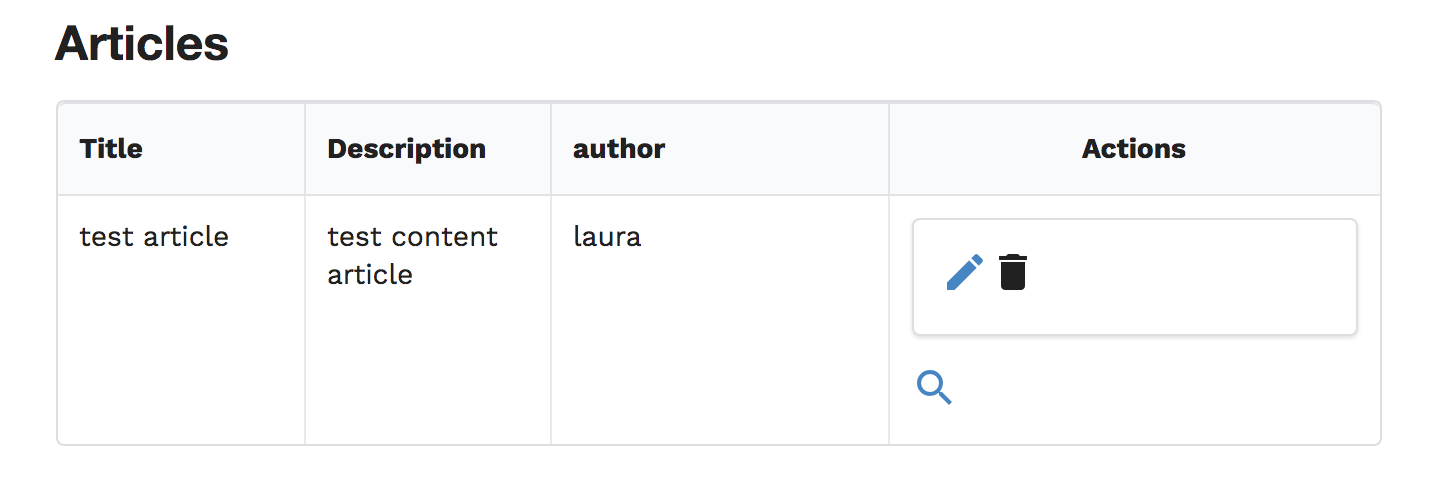 Articles
Title Description author Actions
test article test content laura
article